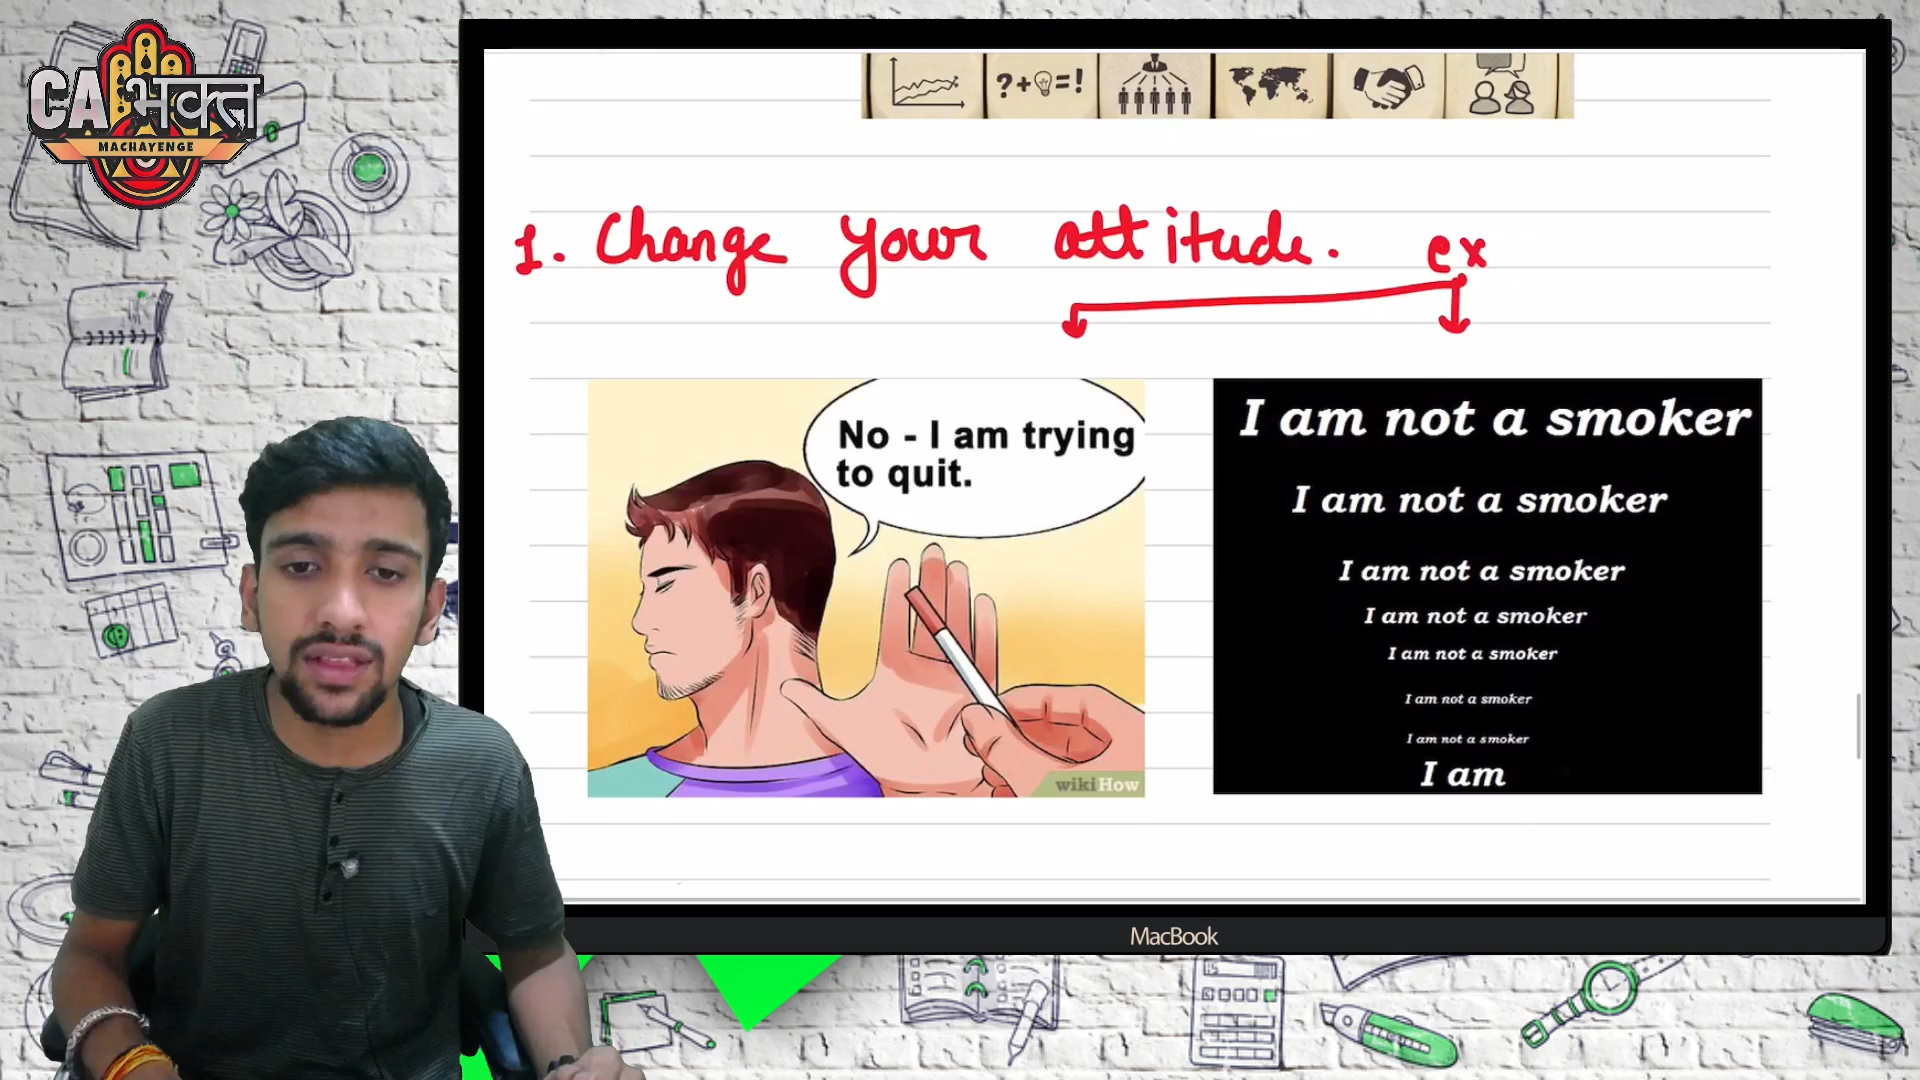 CA भक्त
MACHAYENGE
?+ =!
1. Change your attitude. ex
No - I am trying
to quit.
wikiHow
I am not a smoker
I am not a smoker
I am not a smoker
I am not a smoker
I am not a smoker
I am not a smoker
I am not a smoker
I am
MacBook